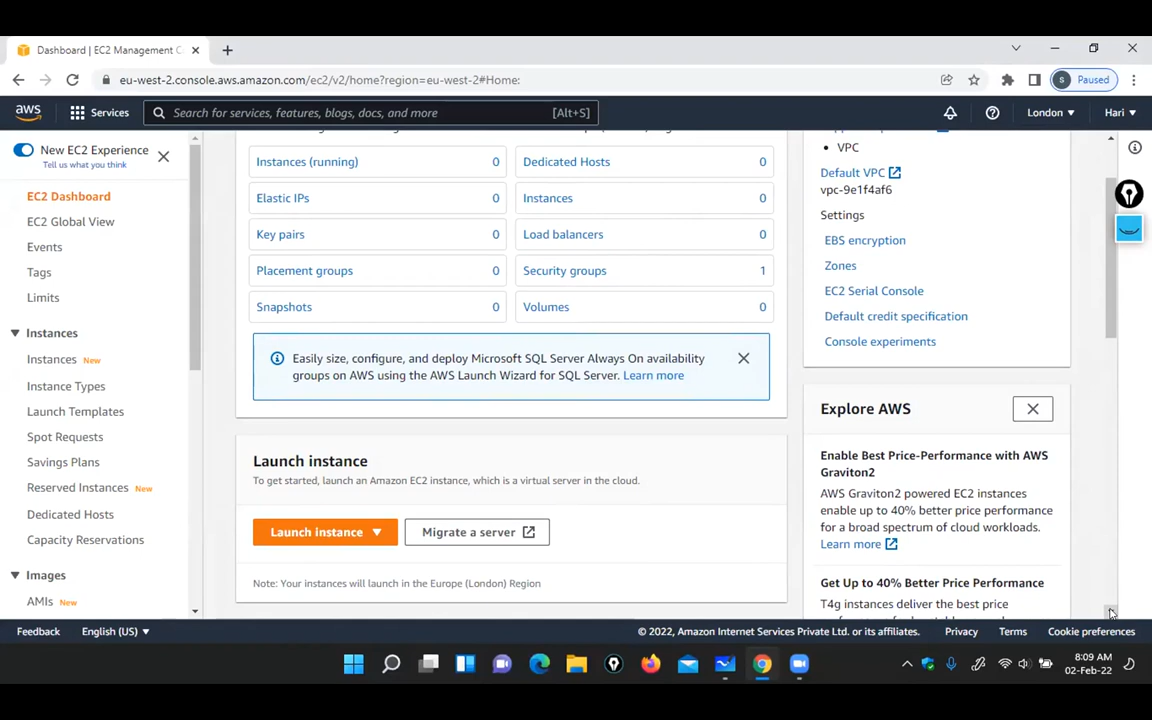 Dashboard | EC2 Management C
eu-west-2.console.aws.amazon.com/ec2/v2/home?region=eu-west-2#Home:
S
Paused
aws
Services
Search for services, features, blogs, docs, and more
[Alt+S]
London
Hari
New EC2 Experience
Tell us what you think
EC2 Dashboard
EC2 Global View
Events
Tags
Limits
Instances
Instances New
Instance Types
Launch Templates
Spot Requests
Savings Plans
Reserved Instances New
Dedicated Hosts
Capacity Reservations
Images
AMIs New
Instances (running) 0
Dedicated Hosts 0
Elastic IPs 0
Instances 0
Key pairs 0
Load balancers 0
Placement groups 0
Security groups 1
Snapshots 0
Volumes 0
Easily size, configure, and deploy Microsoft SQL Server Always On availability
groups on AWS using the AWS Launch Wizard for SQL Server. Learn more
Launch instance
To get started, launch an Amazon EC2 instance, which is a virtual server in the cloud.
Launch instance
Migrate a server
Note: Your instances will launch in the Europe (London) Region
VPC
Default VPC
vpc-9e1f4af6
Settings
EBS encryption
Zones
EC2 Serial Console
Default credit specification
Console experiments
Explore AWS
Enable Best Price-Performance with AWS
Graviton2
AWS Graviton2 powered EC2 instances
enable up to 40% better price performance
for a broad spectrum of cloud workloads.
Learn more
Get Up to 40% Better Price Performance
T4g instances deliver the best price
Feedback
English (US)
© 2022, Amazon Internet Services Private Ltd. or its affiliates.
Privacy
Terms
Cookie preferences
8:09 AM
02-Feb-22